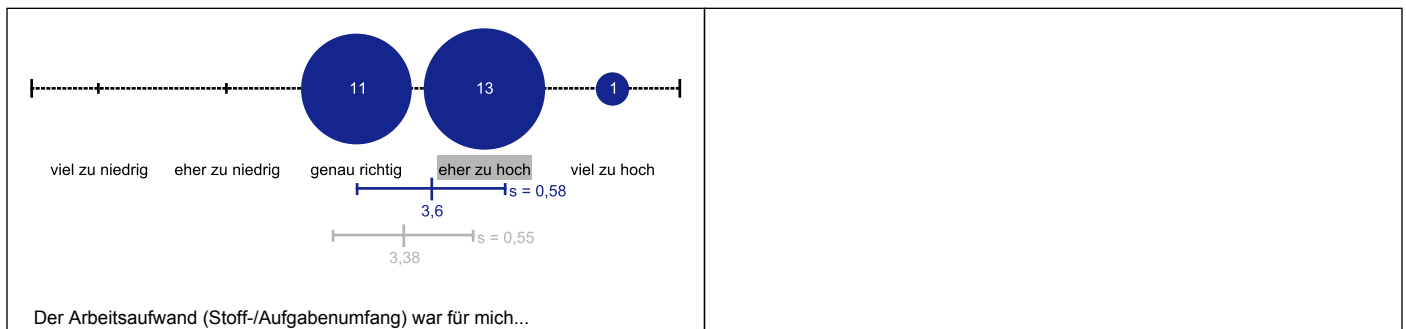 11 13 1
viel zu niedrig eher zu niedrig genau richtig eher zu hoch viel zu hoch
s = 0,58
3,6
s = 0,55
3,38
Der Arbeitsaufwand (Stoff-/Aufgabenumfang) war für mich...